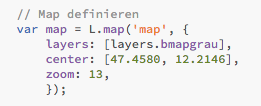 // Map definieren
var map = L.map('map', {
layers: [layers.bmapgrau],
center: [47.4580, 12.2146],
zoom: 13,
});